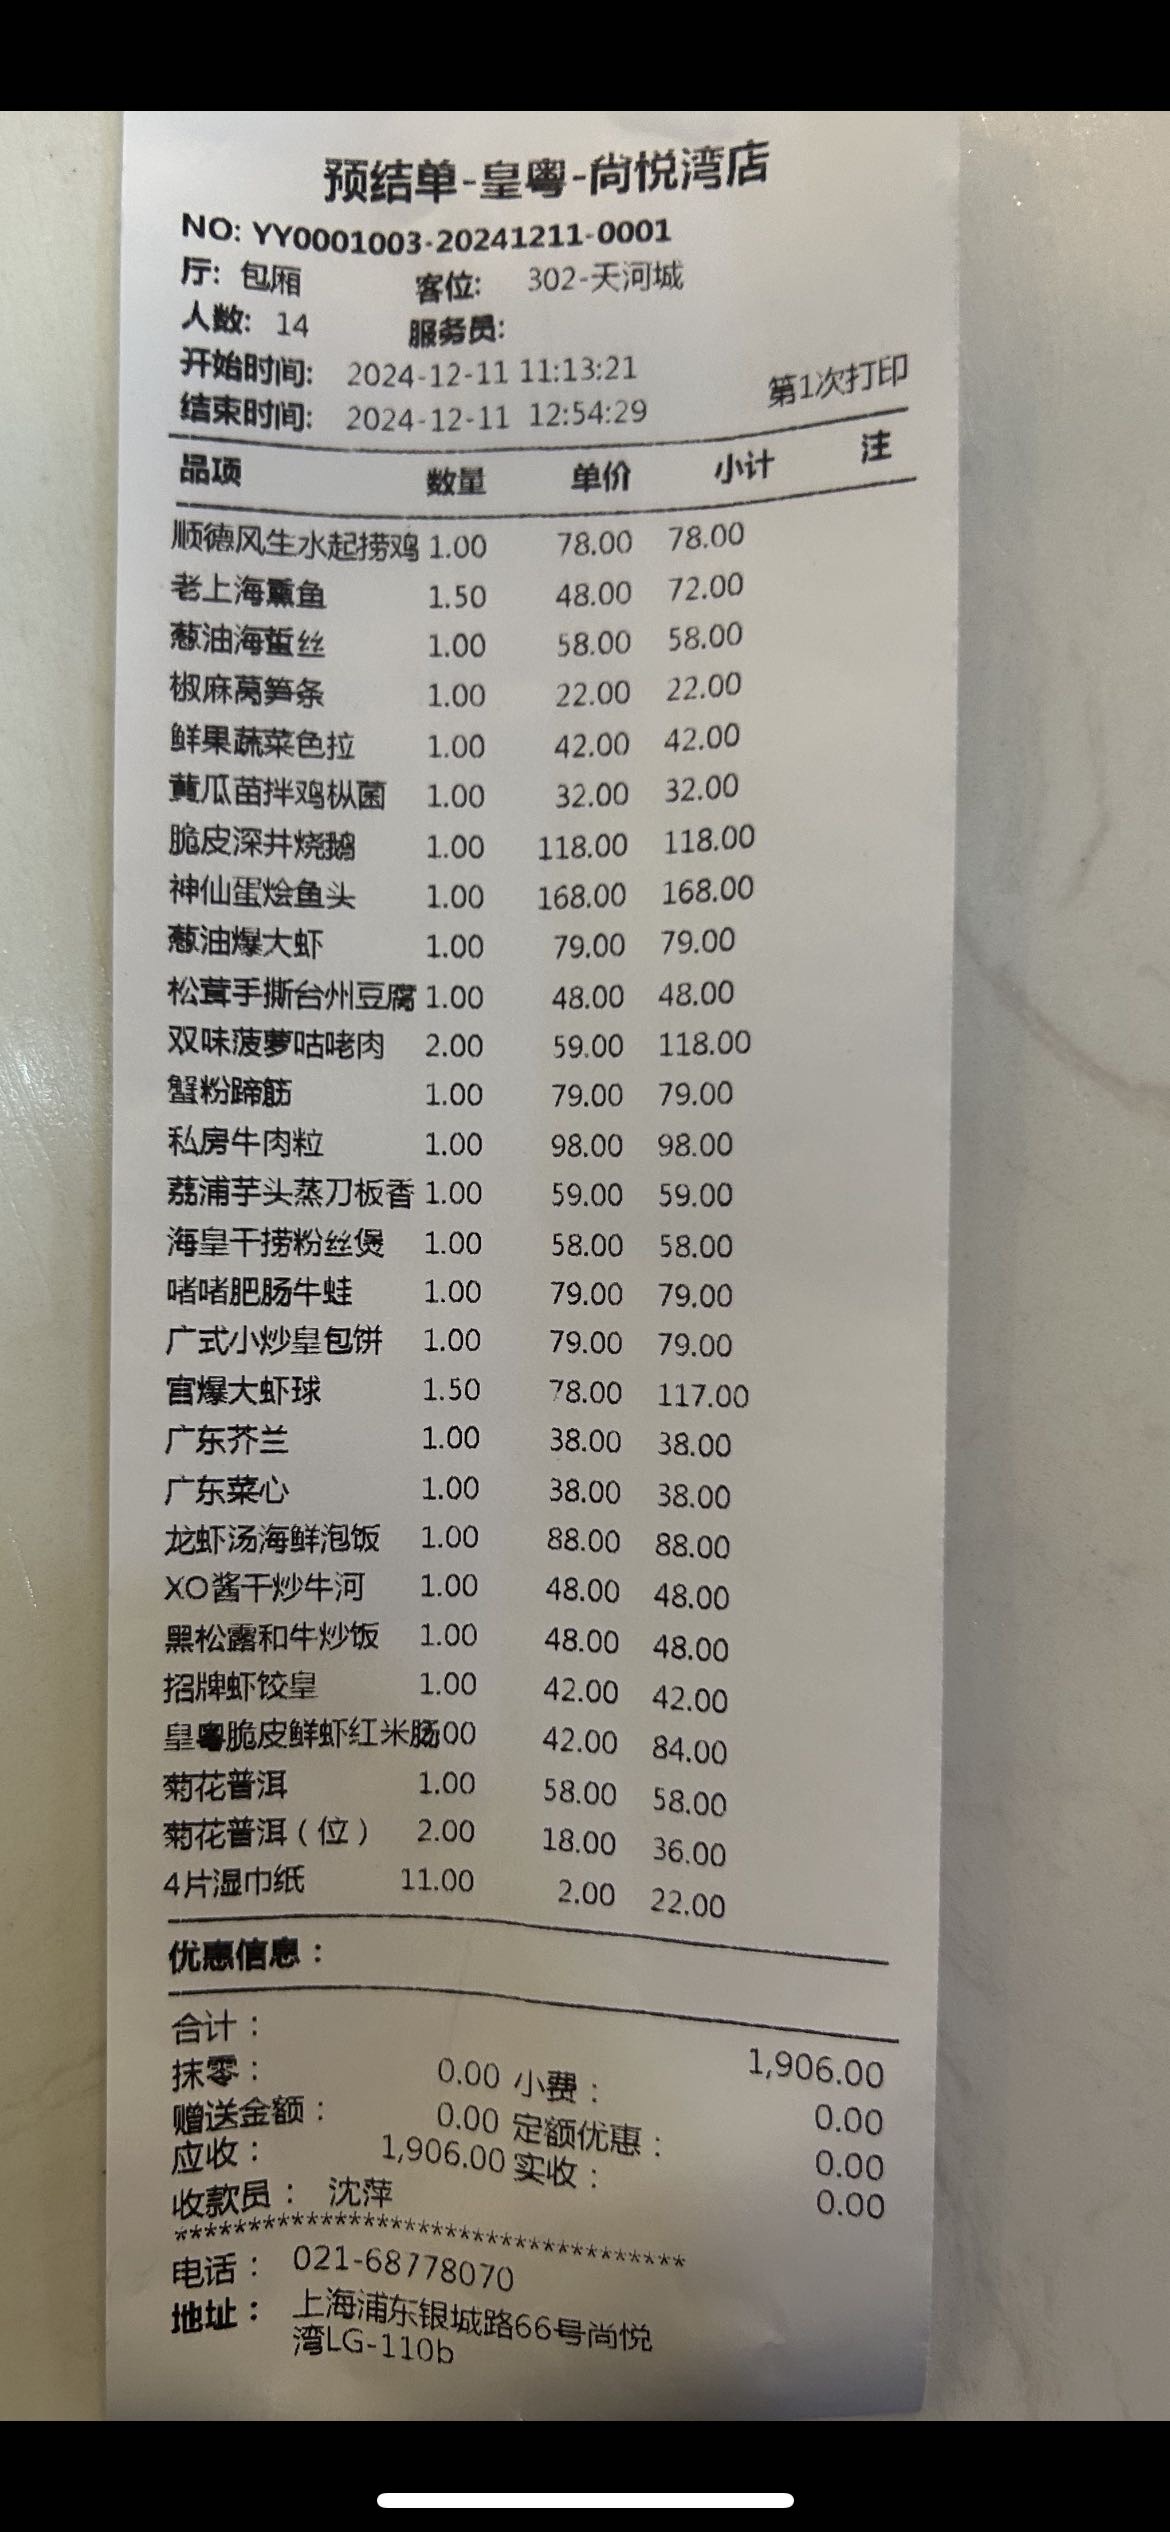 预结单-皇粤-尚悦湾店
NO: YY0001003-20241211-0001
厅: 包厢 客位: 302-天河城
人数: 14 服务员:
开始时间: 2024-12-11 11:13:21
结束时间: 2024-12-11 12:54:29 第1次打印
品项 数量 单价 小计 注
顺德风生水起捞鸡 1.00 78.00 78.00
老上海熏鱼 1.50 48.00 72.00
葱油海蜇丝 1.00 58.00 58.00
椒麻莴笋条 1.00 22.00 22.00
鲜果蔬菜色拉 1.00 42.00 42.00
黄瓜苗拌鸡枞菌 1.00 32.00 32.00
脆皮深井烧鹅 1.00 118.00 118.00
神仙蛋烩鱼头 1.00 168.00 168.00
葱油爆大虾 1.00 79.00 79.00
松茸手撕台州豆腐 1.00 48.00 48.00
双味菠萝咕咾肉 2.00 59.00 118.00
蟹粉蹄筋 1.00 79.00 79.00
私房牛肉粒 1.00 98.00 98.00
荔浦芋头蒸刀板香 1.00 59.00 59.00
海皇干捞粉丝煲 1.00 58.00 58.00
啫啫肥肠牛蛙 1.00 79.00 79.00
广式小炒皇包饼 1.00 79.00 79.00
宫爆大虾球 1.50 78.00 117.00
广东芥兰 1.00 38.00 38.00
广东菜心 1.00 38.00 38.00
龙虾汤海鲜泡饭 1.00 88.00 88.00
XO酱干炒牛河 1.00 48.00 48.00
黑松露和牛炒饭 1.00 48.00 48.00
招牌虾饺皇 1.00 42.00 42.00
皇粤脆皮鲜虾红米肠 00 42.00 84.00
菊花普洱 1.00 58.00 58.00
菊花普洱（位） 2.00 18.00 36.00
4片湿巾纸 11.00 2.00 22.00
优惠信息：
合计： 1,906.00
抹零： 0.00 小费： 0.00
赠送金额： 0.00 定额优惠： 0.00
应收： 1,906.00 实收： 0.00
收款员： 沈萍
***********************************
电话： 021-68778070
地址： 上海浦东银城路66号尚悦
湾LG-110b